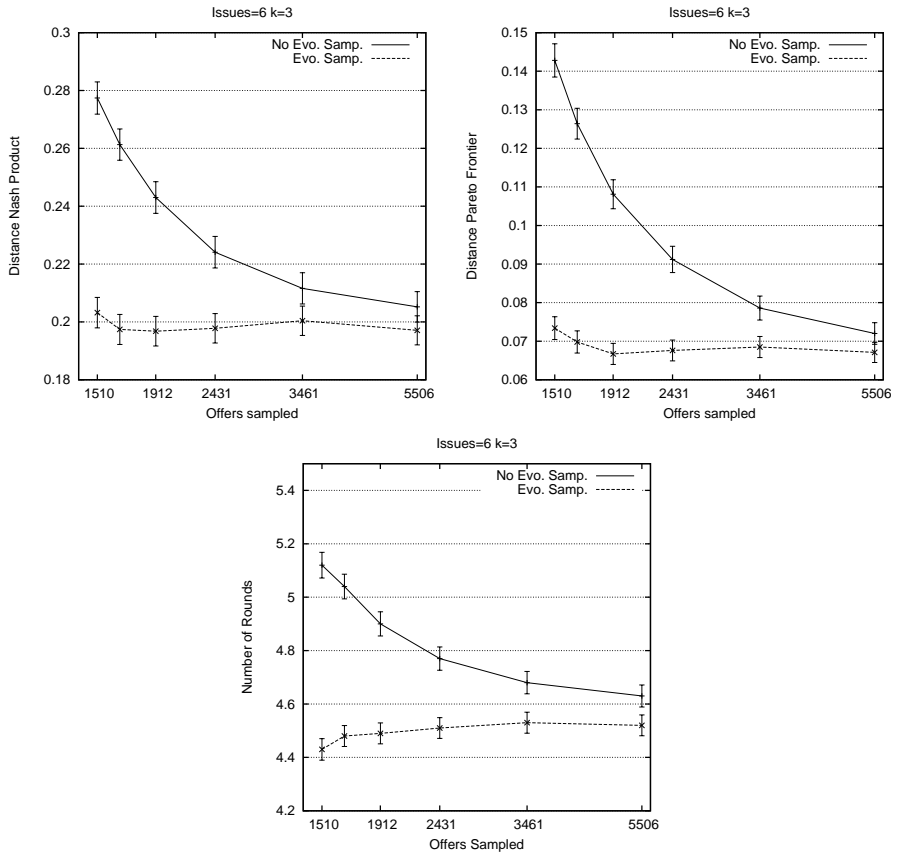 Issues=6 k=3
0.3
0.28
0.26
0.24
0.22
0.2
0.18
Distance Nash Product
No Evo. Samp.
Evo. Samp.
1510 1912 2431 3461 5506
Offers sampled
Issues=6 k=3
0.15
0.14
0.13
0.12
0.11
0.1
0.09
0.08
0.07
0.06
Distance Pareto Frontier
No Evo. Samp.
Evo. Samp.
1510 1912 2431 3461 5506
Offers sampled
Issues=6 k=3
5.4
5.2
5
4.8
4.6
4.4
4.2
Number of Rounds
No Evo. Samp.
Evo. Samp.
1510 1912 2431 3461 5506
Offers Sampled